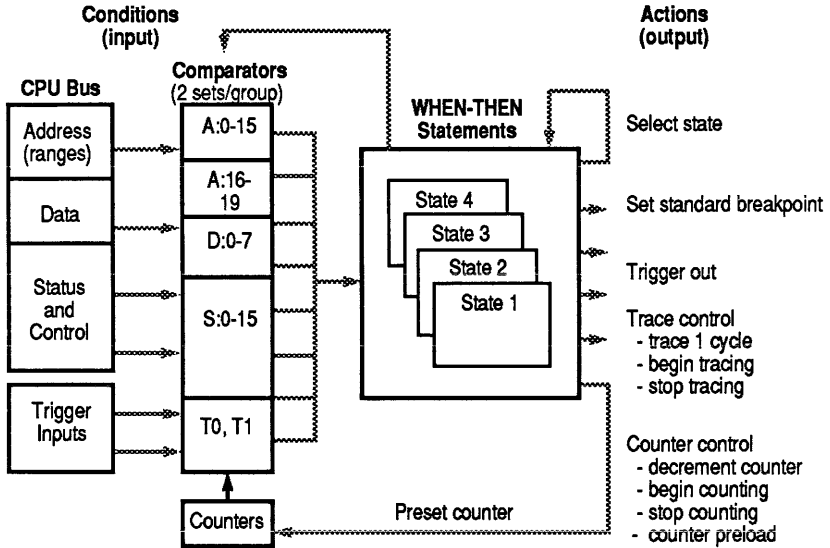 Conditions
(input)
Actions
(output)
CPU Bus
Comparators
(2 sets/group)
WHEN-THEN
Statements
Address
(ranges)
Data
Status
and
Control
Trigger
Inputs
A:0-15
A:16-
19
D:0-7
S:0-15
T0, T1
Counters
State 4
State 3
State 2
State 1
Preset counter
Select state
Set standard breakpoint
Trigger out
Trace control
- trace 1 cycle
- begin tracing
- stop tracing
Counter control
- decrement counter
- begin counting
- stop counting
- counter preload